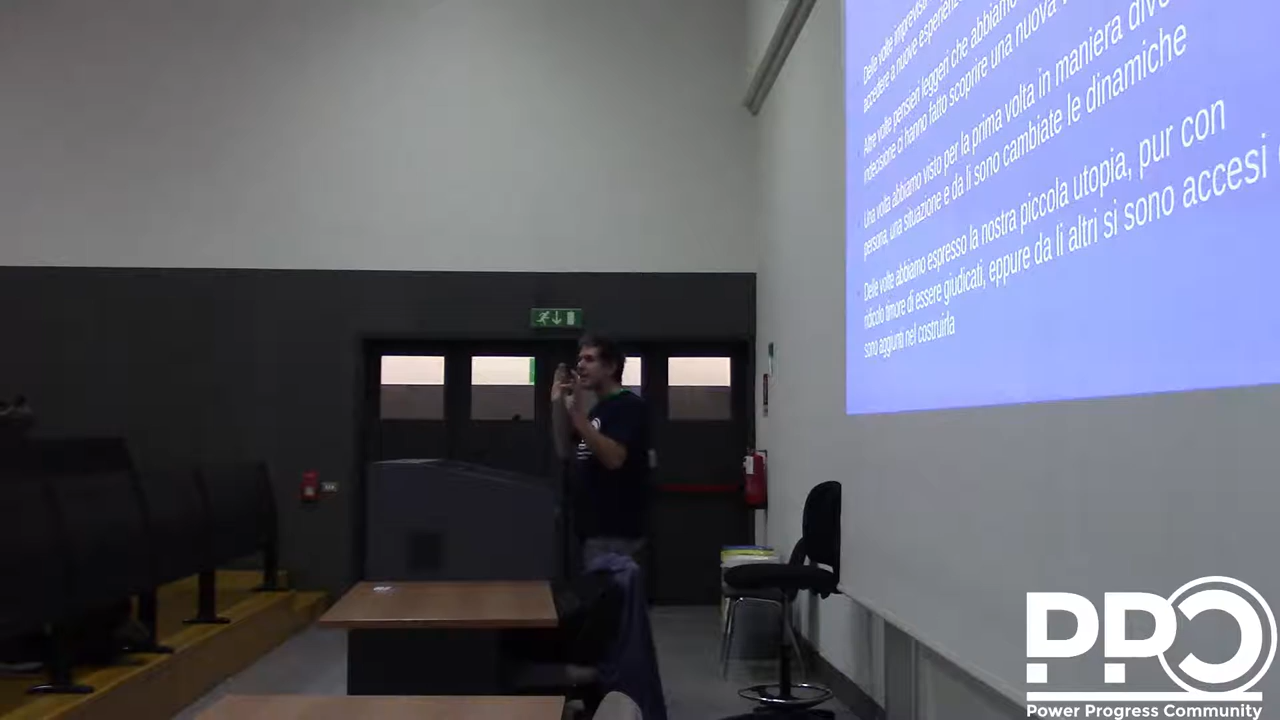 Delle volte imprevisti
accedere a nuove esperienz
Altre volte pensieri leggeri che abbiamo
indecisione ci hanno fatto scoprire una nuova
Una volta abbiamo visto per la prima volta in maniera dive
persona, una situazione e da li sono cambiate le dinamiche
Delle volte abbiamo espresso la nostra piccola utopia, pur con
ridicolo timore di essere giudicati, eppure da li altri si sono accesi
sono aggiunti nel costruirla
PPC
Power Progress Community